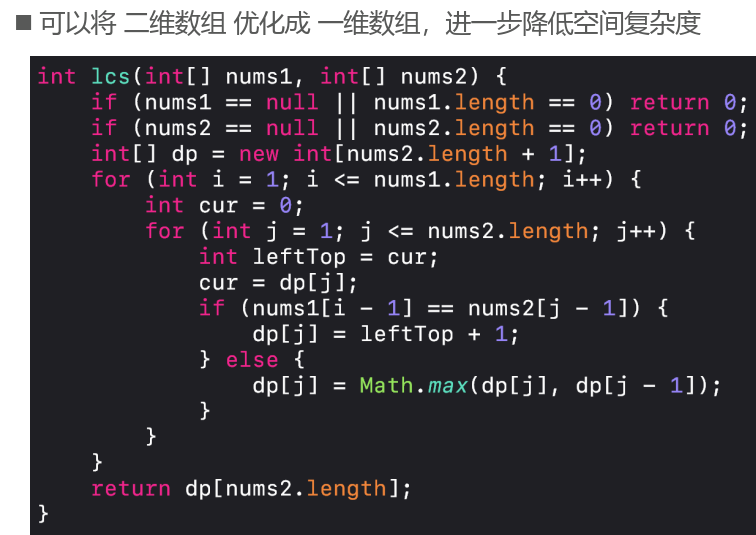 ■ 可以将 二维数组 优化成 一维数组，进一步降低空间复杂度
int lcs(int[] nums1, int[] nums2) {
    if (nums1 == null || nums1.length == 0) return 0;
    if (nums2 == null || nums2.length == 0) return 0;
    int[] dp = new int[nums2.length + 1];
    for (int i = 1; i <= nums1.length; i++) {
        int cur = 0;
        for (int j = 1; j <= nums2.length; j++) {
            int leftTop = cur;
            cur = dp[j];
            if (nums1[i - 1] == nums2[j - 1]) {
                dp[j] = leftTop + 1;
            } else {
                dp[j] = Math.max(dp[j], dp[j - 1]);
            }
        }
    }
    return dp[nums2.length];
}